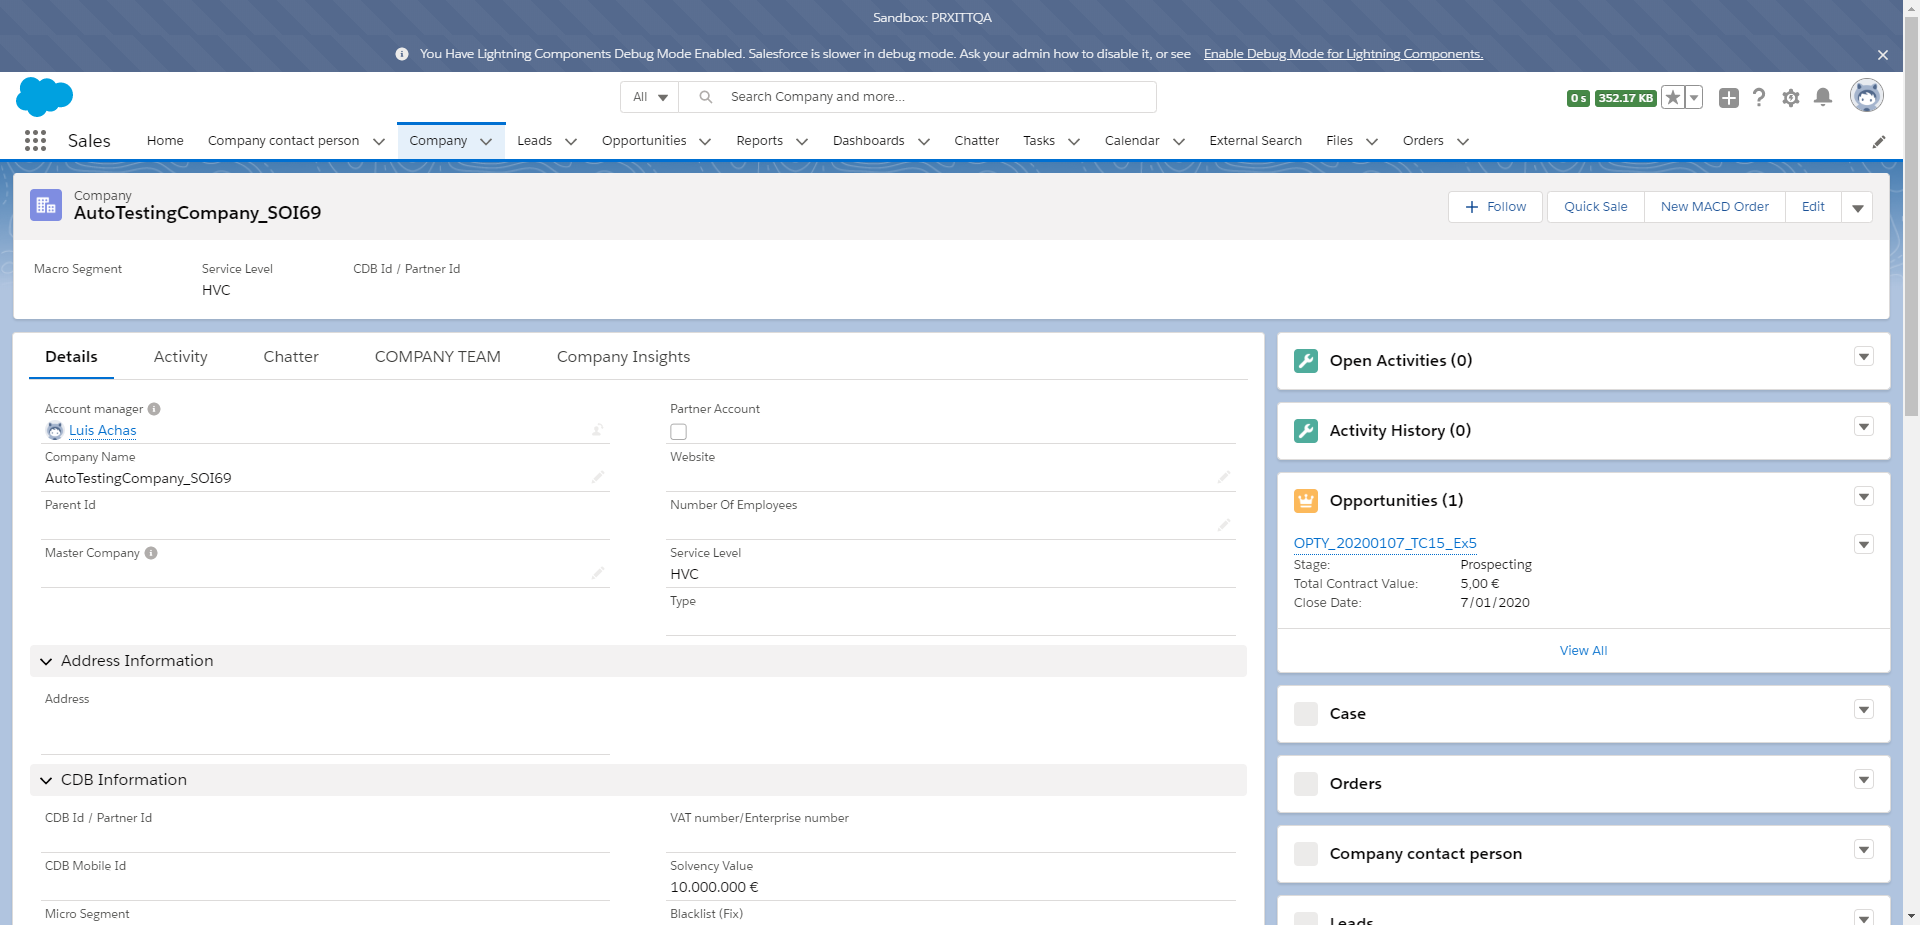 Sandbox: PRXITTQA
You Have Lightning Components Debug Mode Enabled. Salesforce is slower in debug mode. Ask your admin how to disable it, or see Enable Debug Mode for Lightning Components.
All Search Company and more... 0 s 352.17 KB
Sales Home Company contact person Company Leads Opportunities Reports Dashboards Chatter Tasks Calendar External Search Files Orders
Company
AutoTestingCompany_SOI69
Follow Quick Sale New MACD Order Edit
Macro Segment Service Level CDB Id / Partner Id
HVC
Details Activity Chatter COMPANY TEAM Company Insights
Account manager Partner Account
Luis Achas
Company Name Website
AutoTestingCompany_SOI69
Parent Id Number Of Employees
Master Company Service Level
HVC
Type
Address Information
Address
CDB Information
CDB Id / Partner Id VAT number/Enterprise number
CDB Mobile Id Solvency Value
10.000.000 €
Micro Segment Blacklist (Fix)
Open Activities (0)
Activity History (0)
Opportunities (1)
OPTY_20200107_TC15_Ex5
Stage: Prospecting
Total Contract Value: 5,00 €
Close Date: 7/01/2020
View All
Case
Orders
Company contact person
Leads